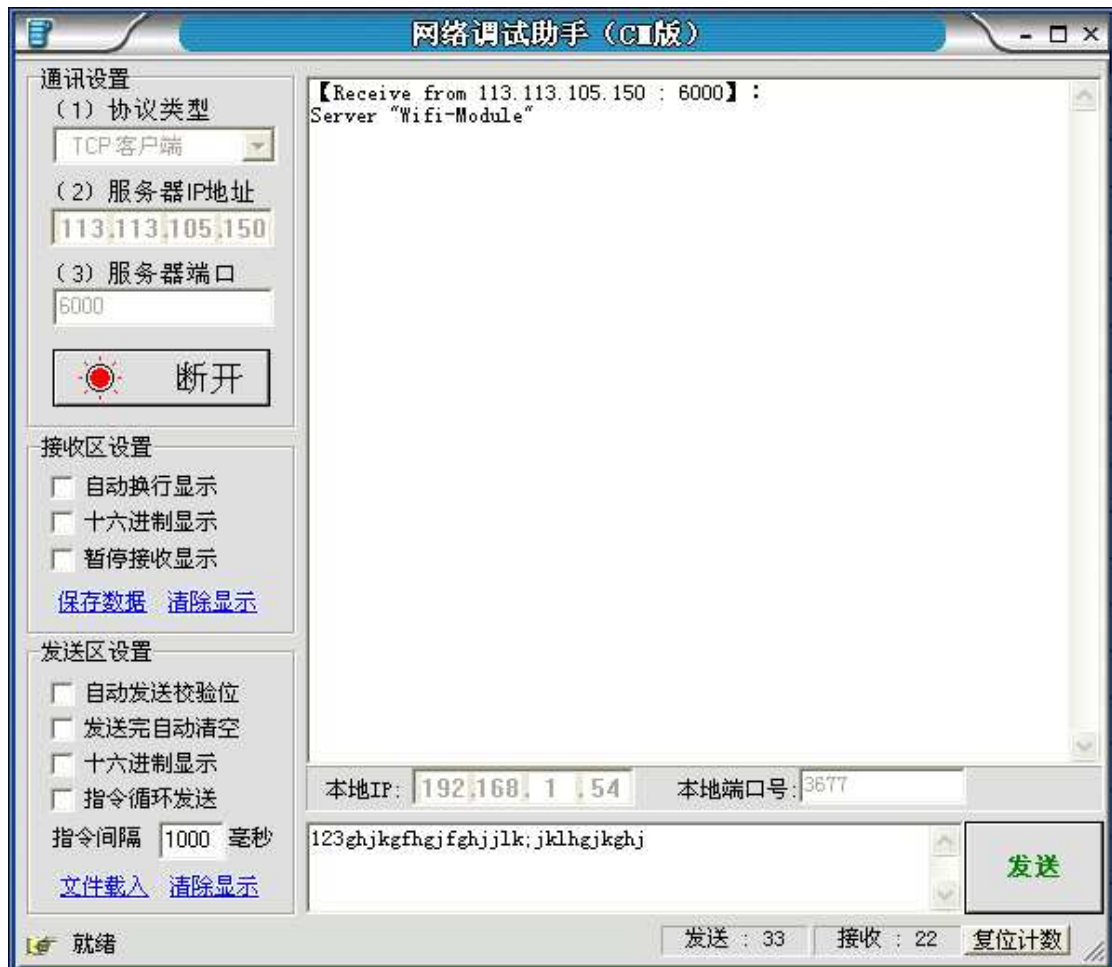 网络调试助手（CⅢ版）
通讯设置
（1）协议类型
TCP 客户端
（2）服务器IP地址
113.113.105.150
（3）服务器端口
6000
断开
接收区设置
自动换行显示
十六进制显示
暂停接收显示
保存数据 清除显示
发送区设置
自动发送校验位
发送完自动清空
十六进制显示
指令循环发送
指令间隔 1000 毫秒
文件载入 清除显示
【Receive from 113.113.105.150 : 6000】：
Server "Wifi-Module"
本地IP: 192.168. 1 .54 本地端口号: 3677
123ghjkgfhgjfghjjlk;jklhgjkghj
发送
就绪
发送 : 33 接收 : 22 复位计数